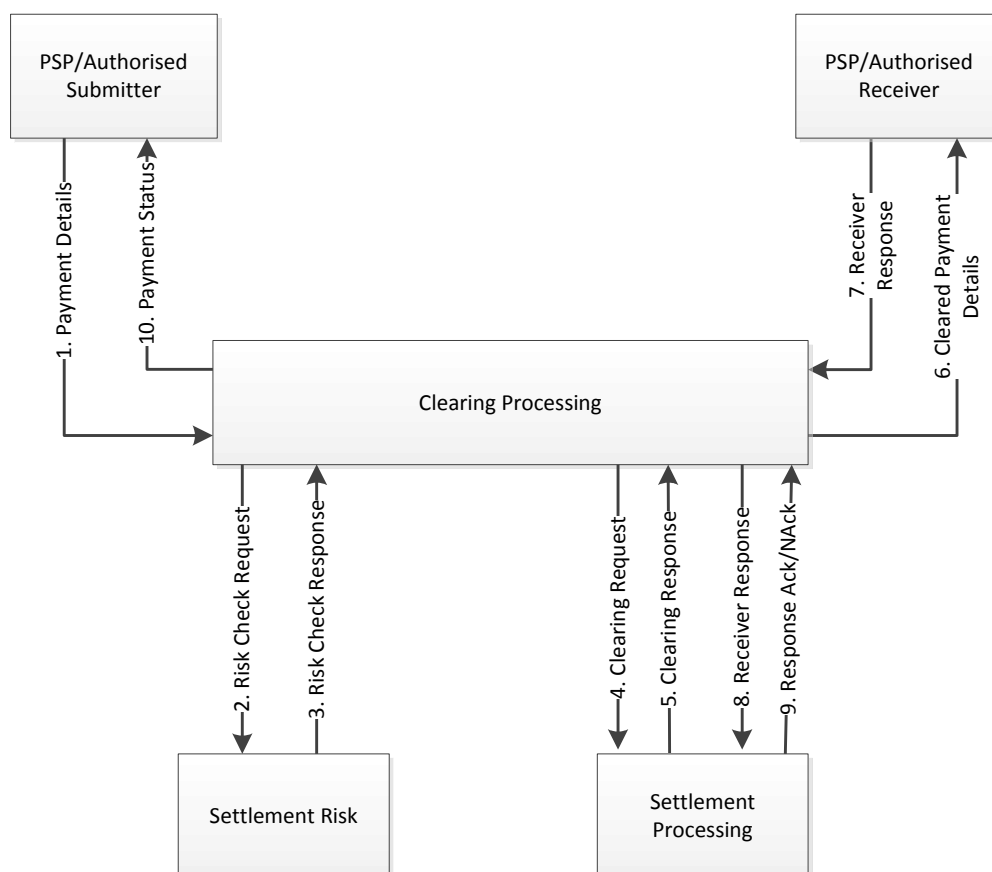 PSP/Authorised
Submitter
PSP/Authorised
Receiver
1. Payment Details
10. Payment Status
7. Receiver
Response
6. Cleared Payment
Details
Clearing Processing
2. Risk Check Request
3. Risk Check Response
4. Clearing Request
5. Clearing Response
8. Receiver Response
9. Response Ack/NAck
Settlement Risk
Settlement
Processing